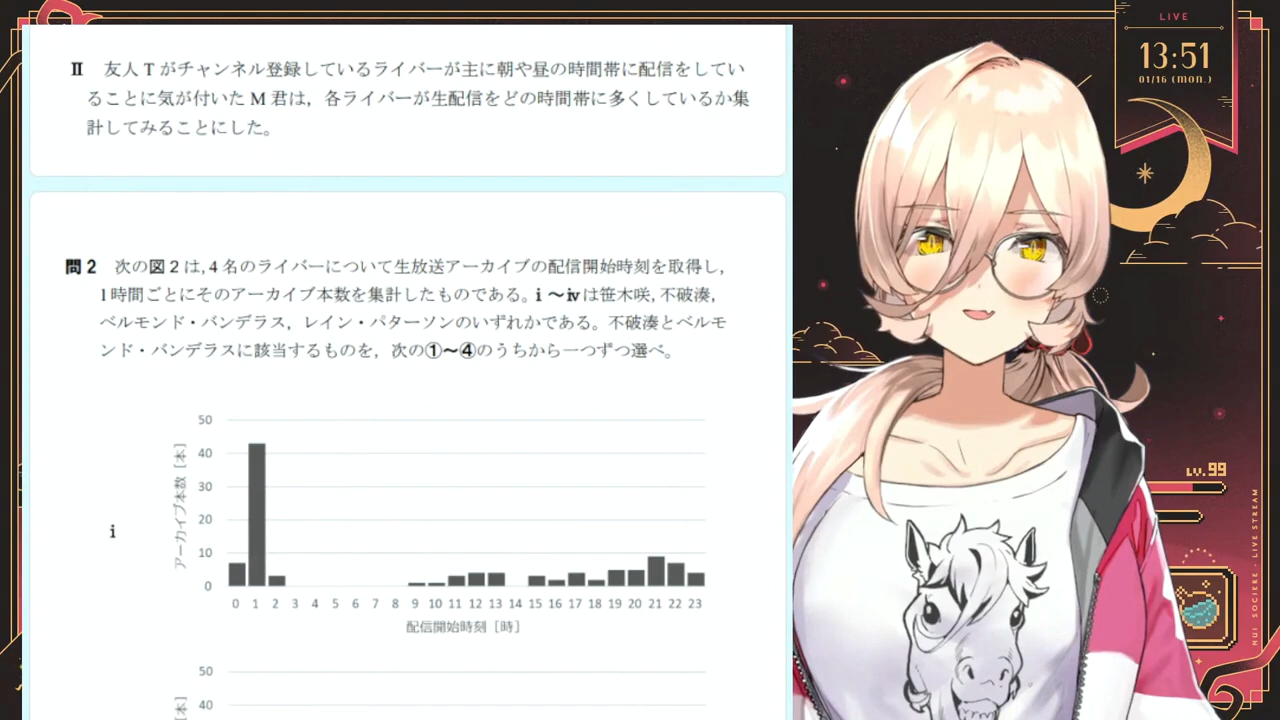 II 友人 T がチャンネル登録しているライバーが主に朝や昼の時間帯に配信をしてい
ることに気が付いた M 君は，各ライバーが生配信をどの時間帯に多くしているか集
計してみることにした。
問 2 次の図 2 は, 4 名のライバーについて生放送アーカイブの配信開始時刻を取得し，
1 時間ごとにそのアーカイブ本数を集計したものである。i 〜 iv は笹木咲, 不破湊，
ベルモンド・バンデラス，レイン・パターソンのいずれかである。不破湊とベルモ
ンド・バンデラスに該当するものを，次の①〜④のうちから一つずつ選べ。
i
アーカイブ本数［本］
50
40
30
20
10
0
0 1 2 3 4 5 6 7 8 9 10 11 12 13 14 15 16 17 18 19 20 21 22 23
配信開始時刻［時］
50
40
［本］
LIVE
13:51
01/16 (mon.)
Lv.99
NUI SOCIERE - LIVE STREAM